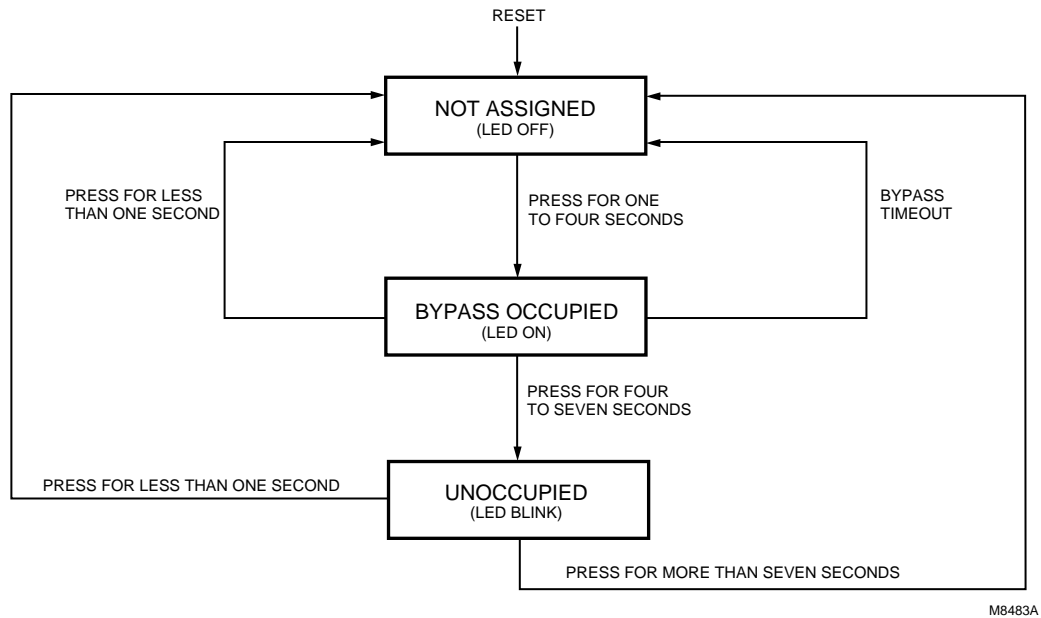 RESET
NOT ASSIGNED
(LED OFF)
PRESS FOR LESS
THAN ONE SECOND
PRESS FOR ONE
TO FOUR SECONDS
BYPASS
TIMEOUT
BYPASS OCCUPIED
(LED ON)
PRESS FOR FOUR
TO SEVEN SECONDS
PRESS FOR LESS THAN ONE SECOND
UNOCCUPIED
(LED BLINK)
PRESS FOR MORE THAN SEVEN SECONDS
M8483A